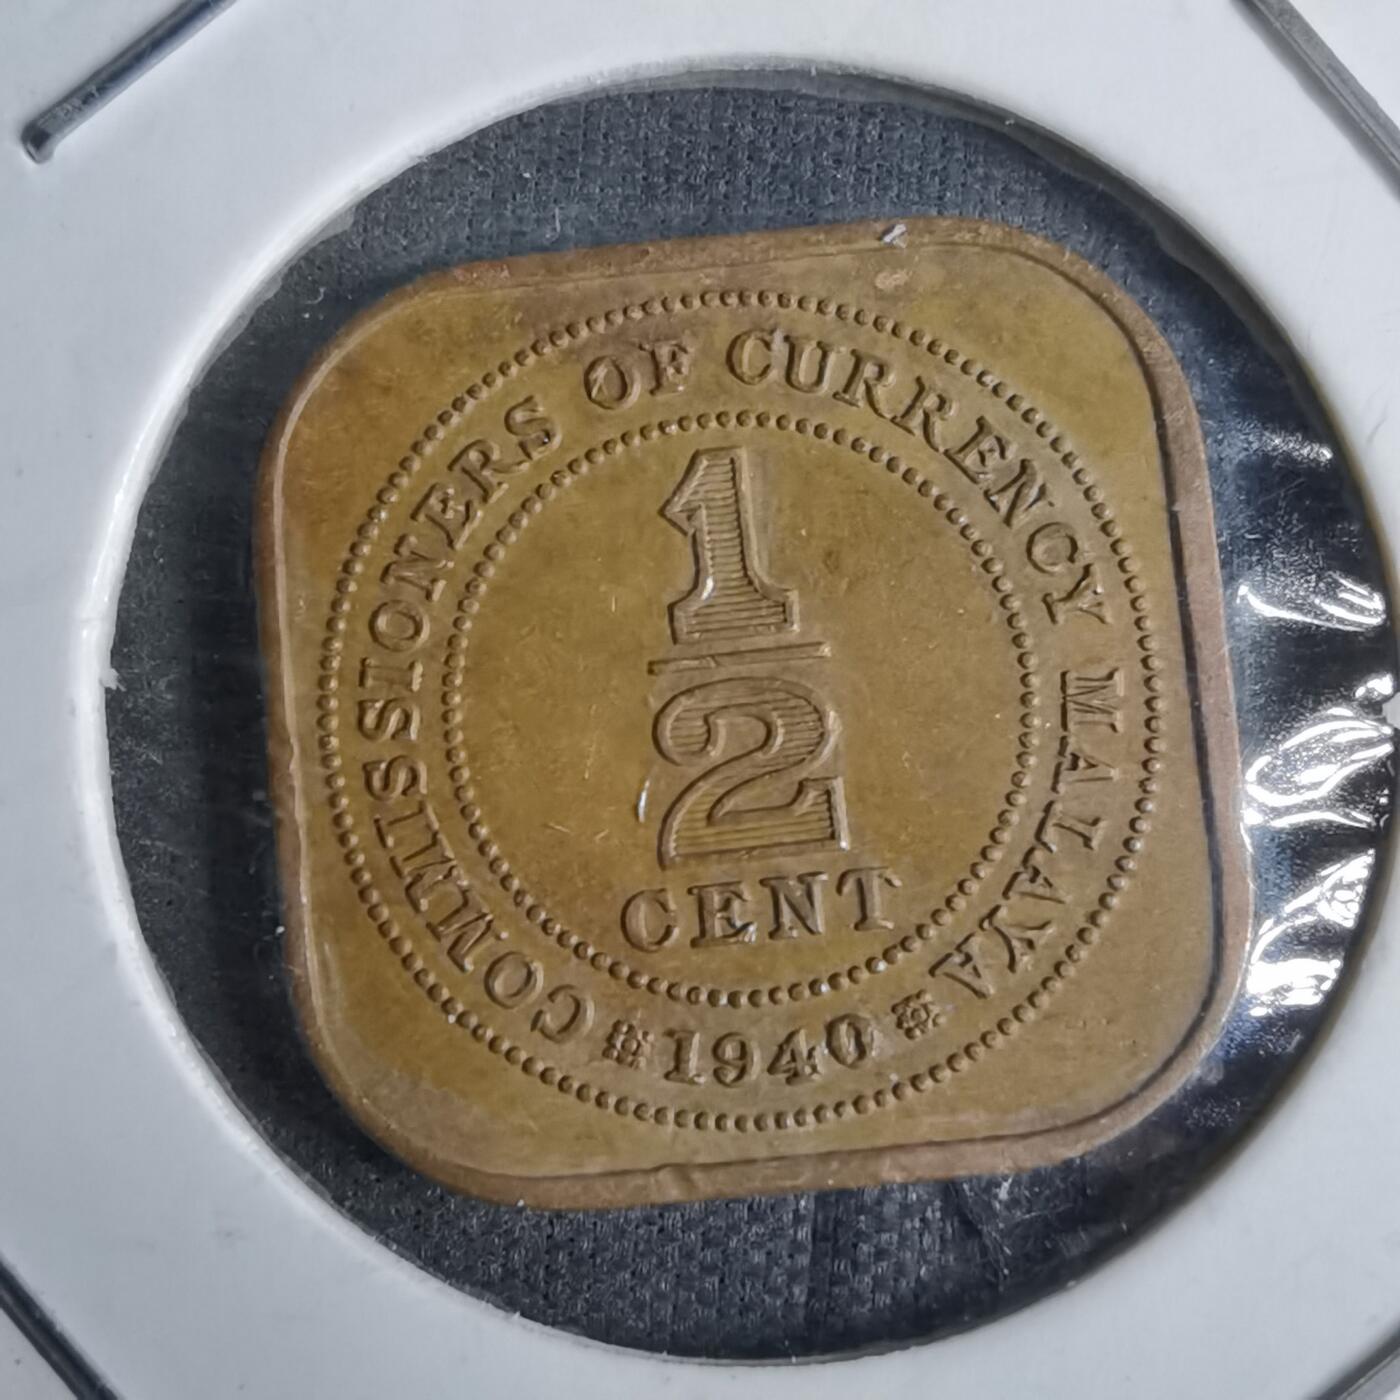 COMMISSIONERS OF CURRENCY MALAYA
1/2
CENT
1940